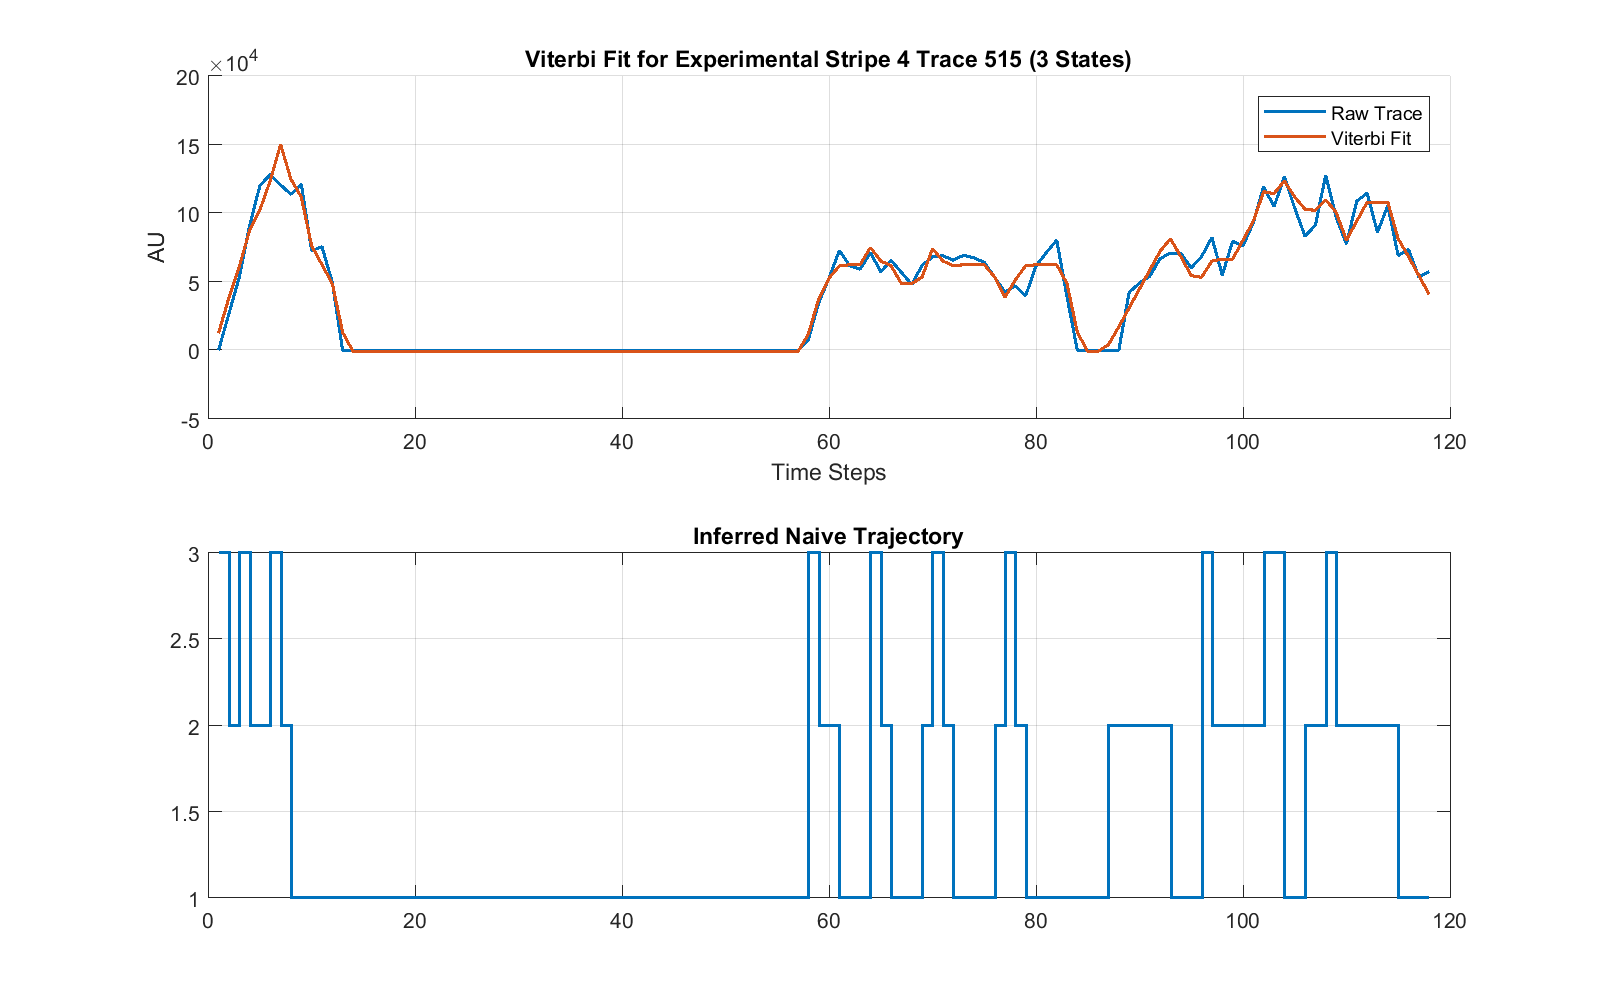 Viterbi Fit for Experimental Stripe 4 Trace 515 (3 States)
×10⁴
20
15
10
5
0
-5
AU
Raw Trace
Viterbi Fit
0 20 40 60 80 100 120
Time Steps
Inferred Naive Trajectory
3
2.5
2
1.5
1
0 20 40 60 80 100 120